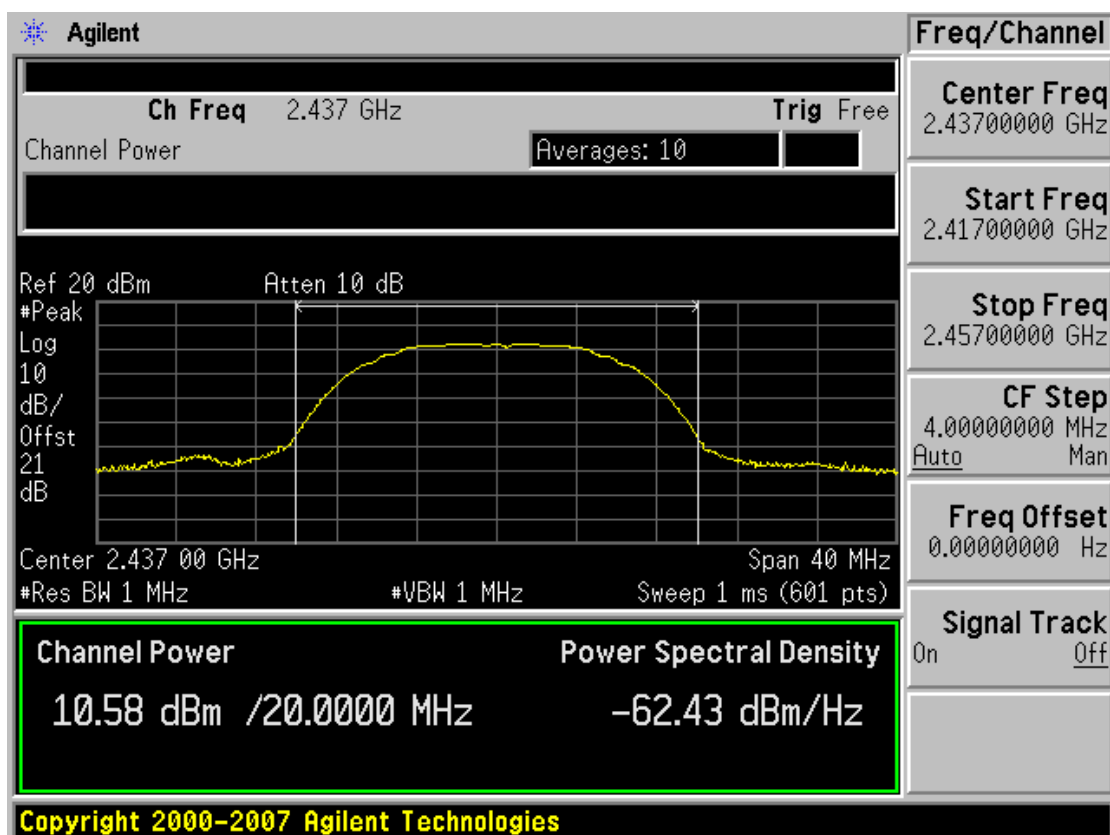 Agilent
Ch Freq 2.437 GHz Trig Free
Channel Power Averages: 10
Ref 20 dBm Atten 10 dB
#Peak
Log
10
dB/
Offst
21
dB
Center 2.437 00 GHz Span 40 MHz
#Res BW 1 MHz #VBW 1 MHz Sweep 1 ms (601 pts)
Channel Power Power Spectral Density
10.58 dBm /20.0000 MHz -62.43 dBm/Hz
Copyright 2000-2007 Agilent Technologies
Freq/Channel
Center Freq
2.43700000 GHz
Start Freq
2.41700000 GHz
Stop Freq
2.45700000 GHz
CF Step
4.00000000 MHz
Auto Man
Freq Offset
0.00000000 Hz
Signal Track
On Off